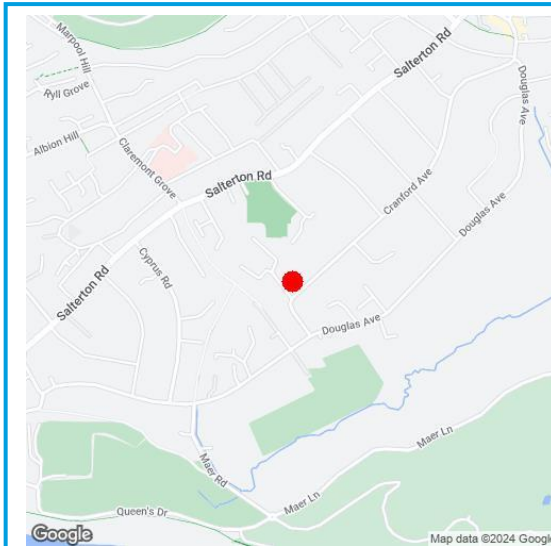 Marpool Hill
Salterton Rd
Douglas Ave
Ryll Grove
Albion Hill
Claremont Grove
Salterton Rd
Cranford Ave
Douglas Ave
Cyprus Rd
Salterton Rd
Douglas Ave
Maer Ln
Maer Rd
Maer Ln
Queen's Dr
Google
Map data ©2024 Google